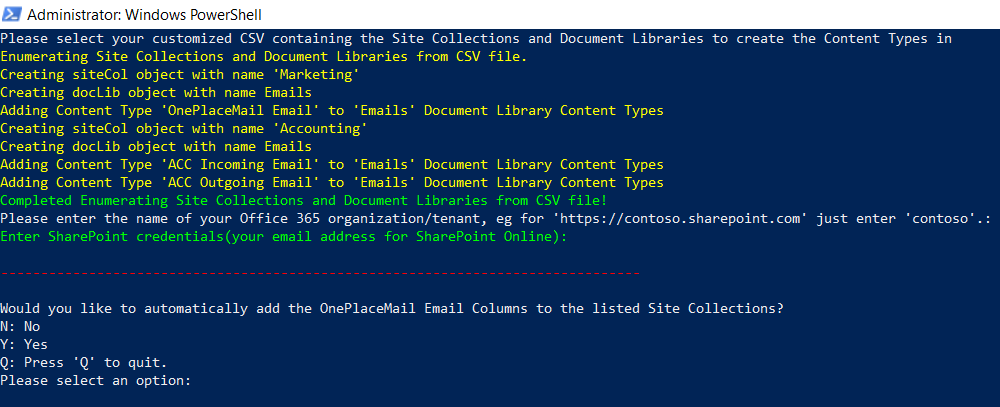 Administrator: Windows PowerShell
Please select your customized CSV containing the Site Collections and Document Libraries to create the Content Types in
Enumerating Site Collections and Document Libraries from CSV file.
Creating siteCol object with name 'Marketing'
Creating docLib object with name Emails
Adding Content Type 'OnePlaceMail Email' to 'Emails' Document Library Content Types
Creating siteCol object with name 'Accounting'
Creating docLib object with name Emails
Adding Content Type 'ACC Incoming Email' to 'Emails' Document Library Content Types
Adding Content Type 'ACC Outgoing Email' to 'Emails' Document Library Content Types
Completed Enumerating Site Collections and Document Libraries from CSV file!
Please enter the name of your Office 365 organization/tenant, eg for 'https://contoso.sharepoint.com' just enter 'contoso'.:
Enter SharePoint credentials(your email address for SharePoint Online):
--------------------------------------------------------------------------------
Would you like to automatically add the OnePlaceMail Email Columns to the listed Site Collections?
N: No
Y: Yes
Q: Press 'Q' to quit.
Please select an option: